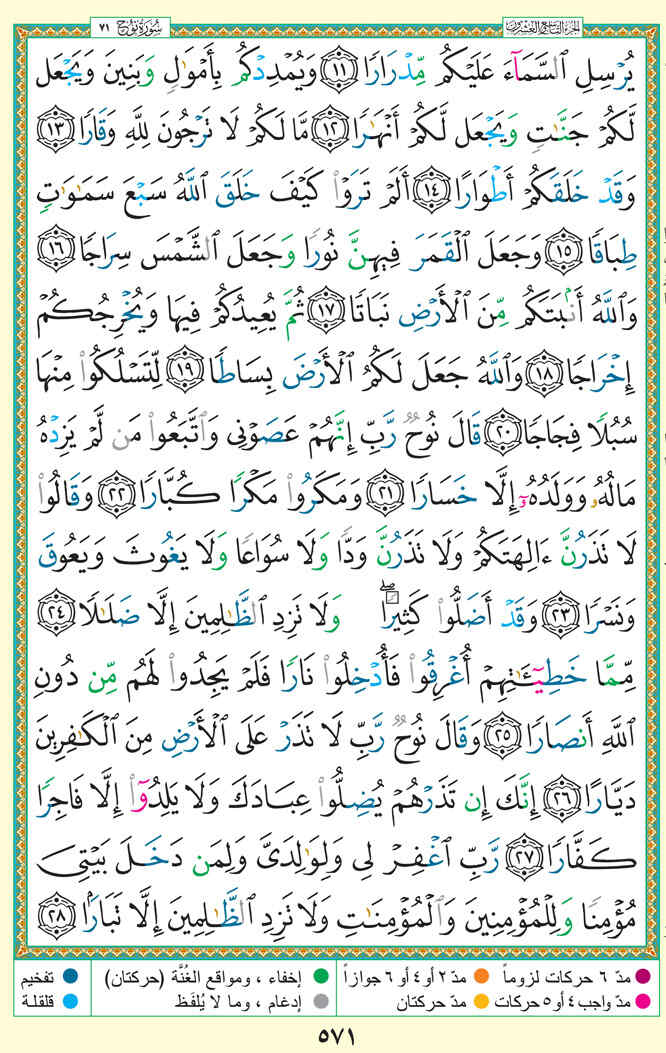 سُورَةُ نُوحٍ ٧١
الجزء التاسع والعشرون
يُرْسِلِ ٱلسَّمَآءَ عَلَيْكُم مِّدْرَارًا ١١ وَيُمْدِدْكُم بِأَمْوَٰلٍ وَبَنِينَ وَيَجْعَل
لَّكُمْ جَنَّٰتٍ وَيَجْعَل لَّكُمْ أَنْهَٰرًا ١٢ مَّا لَكُمْ لَا تَرْجُونَ لِلَّهِ وَقَارًا ١٣
وَقَدْ خَلَقَكُمْ أَطْوَارًا ١٤ أَلَمْ تَرَوْا۟ كَيْفَ خَلَقَ ٱللَّهُ سَبْعَ سَمَٰوَٰتٍ
طِبَاقًا ١٥ وَجَعَلَ ٱلْقَمَرَ فِيهِنَّ نُورًا وَجَعَلَ ٱلشَّمْسَ سِرَاجًا ١٦
وَٱللَّهُ أَنۢبَتَكُم مِّنَ ٱلْأَرْضِ نَبَاتًا ١٧ ثُمَّ يُعِيدُكُمْ فِيهَا وَيُخْرِجُكُمْ
إِخْرَاجًا ١٨ وَٱللَّهُ جَعَلَ لَكُمُ ٱلْأَرْضَ بِسَاطًا ١٩ لِّتَسْلُكُوا۟ مِنْهَا
سُبُلًا فِجَاجًا ٢٠ قَالَ نُوحٌ رَّبِّ إِنَّهُمْ عَصَوْنِى وَٱتَّبَعُوا۟ مَن لَّمْ يَزِدْهُ
مَالُهُۥ وَوَلَدُهُۥٓ إِلَّا خَسَارًا ٢١ وَمَكَرُوا۟ مَكْرًا كُبَّارًا ٢٢ وَقَالُوا۟
لَا تَذَرُنَّ ءَالِهَتَكُمْ وَلَا تَذَرُنَّ وَدًّا وَلَا سُوَاعًا وَلَا يَغُوثَ وَيَعُوقَ
وَنَسْرًا ٢٣ وَقَدْ أَضَلُّوا۟ كَثِيرًا ۖ وَلَا تَزِدِ ٱلظَّٰلِمِينَ إِلَّا ضَلَٰلًا ٢٤
مِّمَّا خَطِيٓـَٰٔتِهِمْ أُغْرِقُوا۟ فَأُدْخِلُوا۟ نَارًا فَلَمْ يَجِدُوا۟ لَهُم مِّن دُونِ
ٱللَّهِ أَنصَارًا ٢٥ وَقَالَ نُوحٌ رَّبِّ لَا تَذَرْ عَلَى ٱلْأَرْضِ مِنَ ٱلْكَٰفِرِينَ
دَيَّارًا ٢٦ إِنَّكَ إِن تَذَرْهُمْ يُضِلُّوا۟ عِبَادَكَ وَلَا يَلِدُوٓا۟ إِلَّا فَاجِرًا
كَفَّارًا ٢٧ رَّبِّ ٱغْفِرْ لِى وَلِوَٰلِدَىَّ وَلِمَن دَخَلَ بَيْتِىَ
مُؤْمِنًا وَلِلْمُؤْمِنِينَ وَٱلْمُؤْمِنَٰتِ وَلَا تَزِدِ ٱلظَّٰلِمِينَ إِلَّا تَبَارًۢا ٢٨
مدّ ٦ حركات لزوماً مدّ ٢ أو ٤ أو ٦ جوازاً إخفاء ، ومواقع الغُنَّة (حركتان) تفخيم
مدّ واجب ٤ أو ٥ حركات مدّ حركتان إدغام ، وما لا يُلفَظ قلقلة
٥٧١